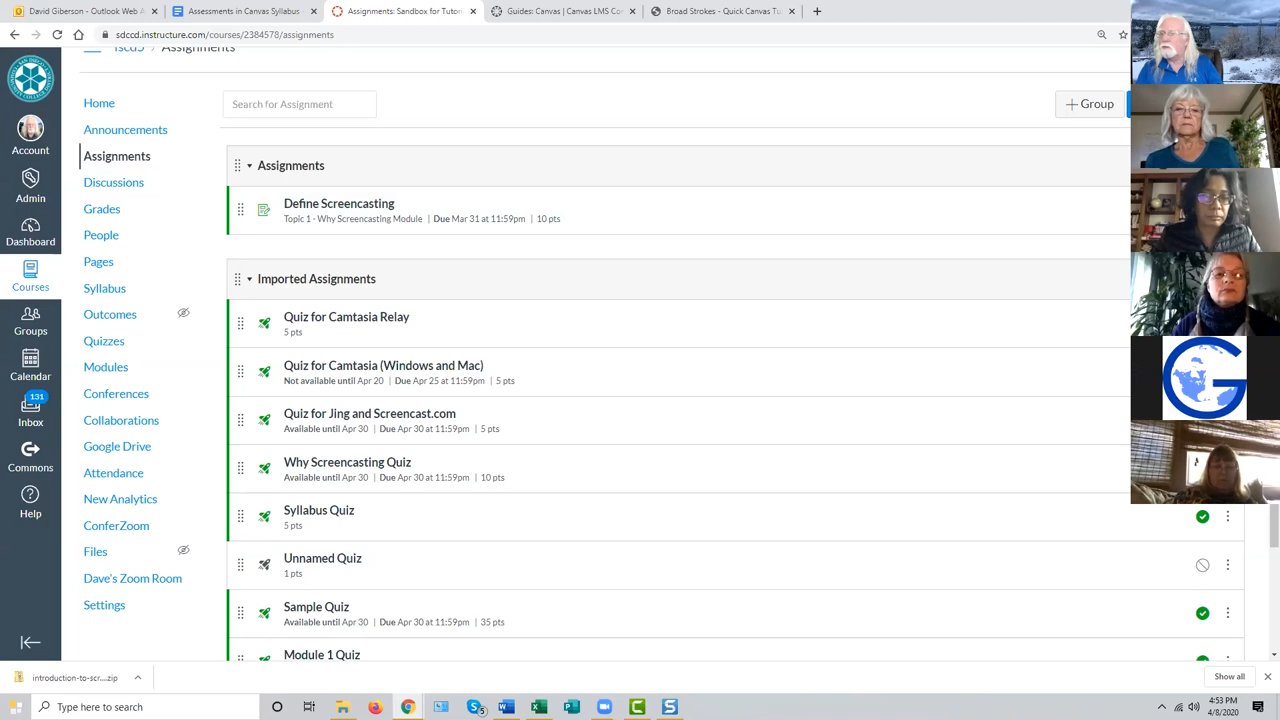 David Giberson - Outlook Web A
Assessments in Canvas Syllabus
Assignments: Sandbox for Tutor
Guides: Canvas | Canvas LMS Co
Broad Strokes - Quick Canvas Tu
sdccd.instructure.com/courses/2384578/assignments
Assignments
Account
Admin
Dashboard
Courses
Groups
Calendar
131
Inbox
Commons
Help
Home
Announcements
Assignments
Discussions
Grades
People
Pages
Syllabus
Outcomes
Quizzes
Modules
Conferences
Collaborations
Google Drive
Attendance
New Analytics
ConferZoom
Files
Dave's Zoom Room
Settings
Search for Assignment
+ Group
Assignments
Define Screencasting
Topic 1 - Why Screencasting Module | Due Mar 31 at 11:59pm | 10 pts
Imported Assignments
Quiz for Camtasia Relay
5 pts
Quiz for Camtasia (Windows and Mac)
Not available until Apr 20 | Due Apr 25 at 11:59pm | 5 pts
Quiz for Jing and Screencast.com
Available until Apr 30 | Due Apr 30 at 11:59pm | 5 pts
Why Screencasting Quiz
Available until Apr 30 | Due Apr 30 at 11:59pm | 10 pts
Syllabus Quiz
5 pts
Unnamed Quiz
1 pts
Sample Quiz
Available until Apr 30 | Due Apr 30 at 11:59pm | 35 pts
Module 1 Quiz
G
introduction-to-scr....zip
Show all
Type here to search
4:53 PM
4/8/2020